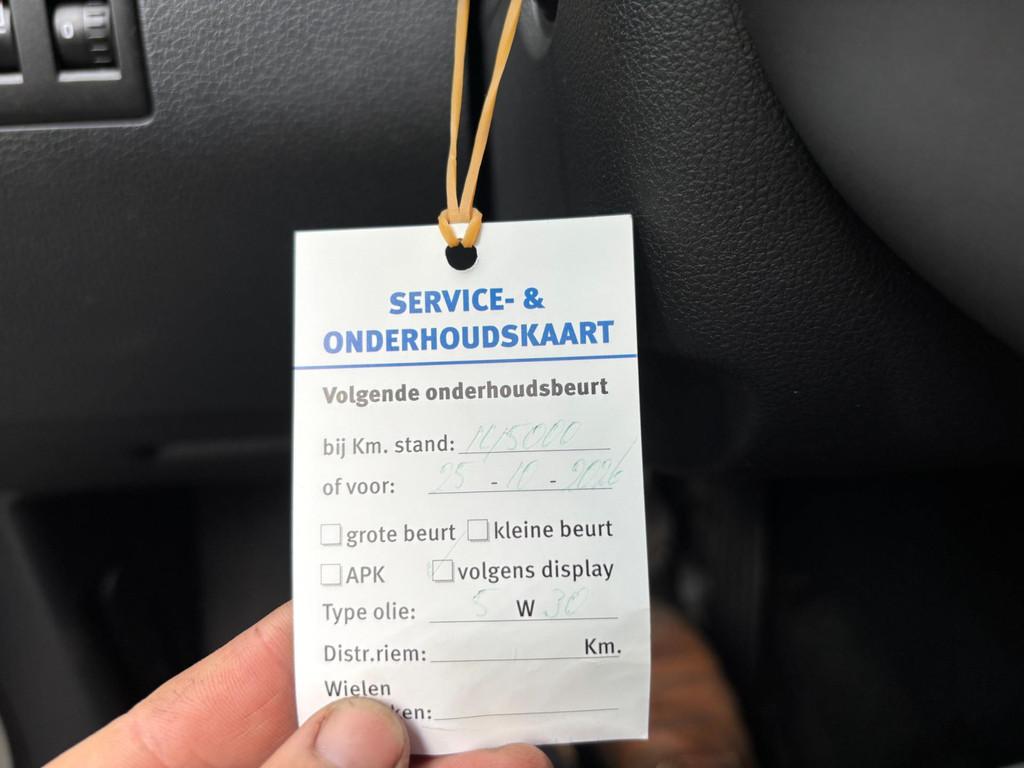 SERVICE- &
ONDERHOUDSKAART
Volgende onderhoudsbeurt
bij Km. stand:
of voor: 25 - 10 - 2026
grote beurt kleine beurt
APK volgens display
Type olie: 5 W 30
Distr.riem: Km.
Wielen